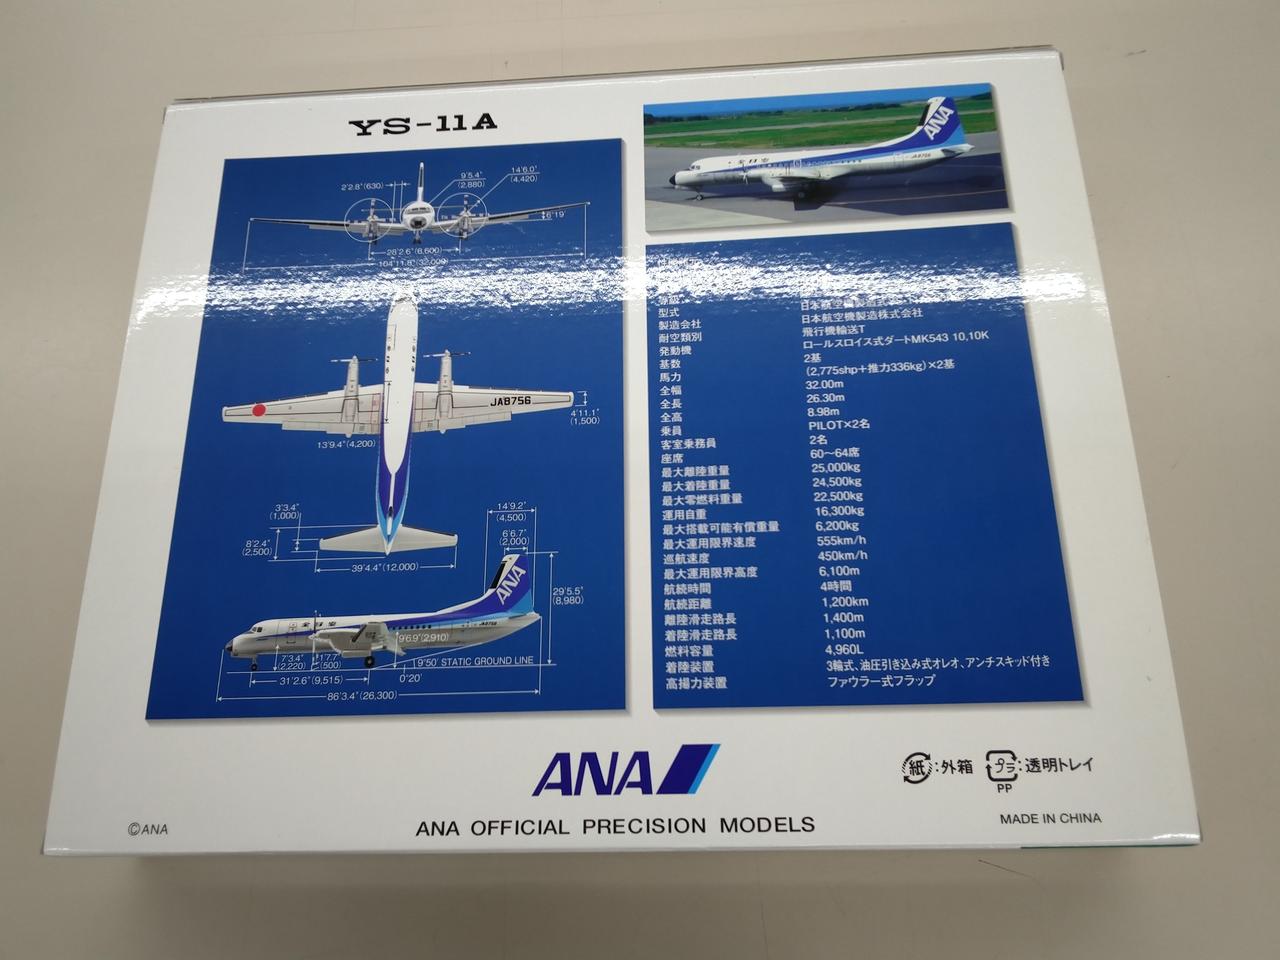 YS-11A
2'2.8"(630)
9'5.4"
(2,880)
14'6.0"
(4,420)
6°19'
28'2.6"(8,600)
104'11.8"(32,000)
JA8756
4'11.1"
(1,500)
13'9.4"(4,200)
3'3.4"
(1,000)
8'2.4"
(2,500)
39'4.4"(12,000)
14'9.2"
(4,500)
6'6.7"
(2,000)
29'5.5"
(8,980)
ANA
全日空
JA8756
9'6.9"(2,910)
7'3.4"
(2,220)
1'7.7"
(500)
9°50' STATIC GROUND LINE
0°20'
31'2.6"(9,515)
86'3.4"(26,300)
ANA
全日空
JA8756
型式
製造会社 日本航空機製造株式会社
耐空類別 飛行機輸送T
発動機 ロールスロイス式ダートMK543 10,10K
基数 2基
馬力 (2,775shp+推力336kg)×2基
全幅 32.00m
全長 26.30m
全高 8.98m
乗員 PILOT×2名
客室乗務員 2名
座席 60〜64席
最大離陸重量 25,000kg
最大着陸重量 24,500kg
最大零燃料重量 22,500kg
運用自重 16,300kg
最大搭載可能有償重量 6,200kg
最大運用限界速度 555km/h
巡航速度 450km/h
最大運用限界高度 6,100m
航続時間 4時間
航続距離 1,200km
離陸滑走路長 1,400m
着陸滑走路長 1,100m
燃料容量 4,960L
着陸装置 3輪式、油圧引き込み式オレオ、アンチスキッド付き
高揚力装置 ファウラー式フラップ
ANA
紙:外箱 プラ:透明トレイ
PP
©ANA
ANA OFFICIAL PRECISION MODELS
MADE IN CHINA